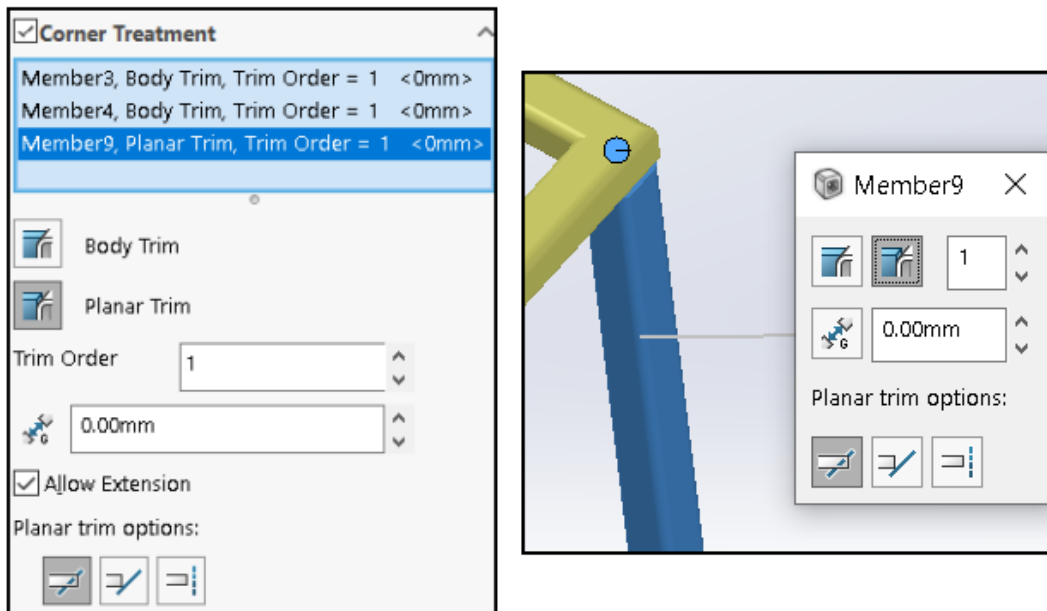 Corner Treatment
Member3, Body Trim, Trim Order = 1 <0mm>
Member4, Body Trim, Trim Order = 1 <0mm>
Member9, Planar Trim, Trim Order = 1 <0mm>
Body Trim
Planar Trim
Trim Order 1
G 0.00mm
Allow Extension
Planar trim options:
Member9
1
G 0.00mm
Planar trim options: